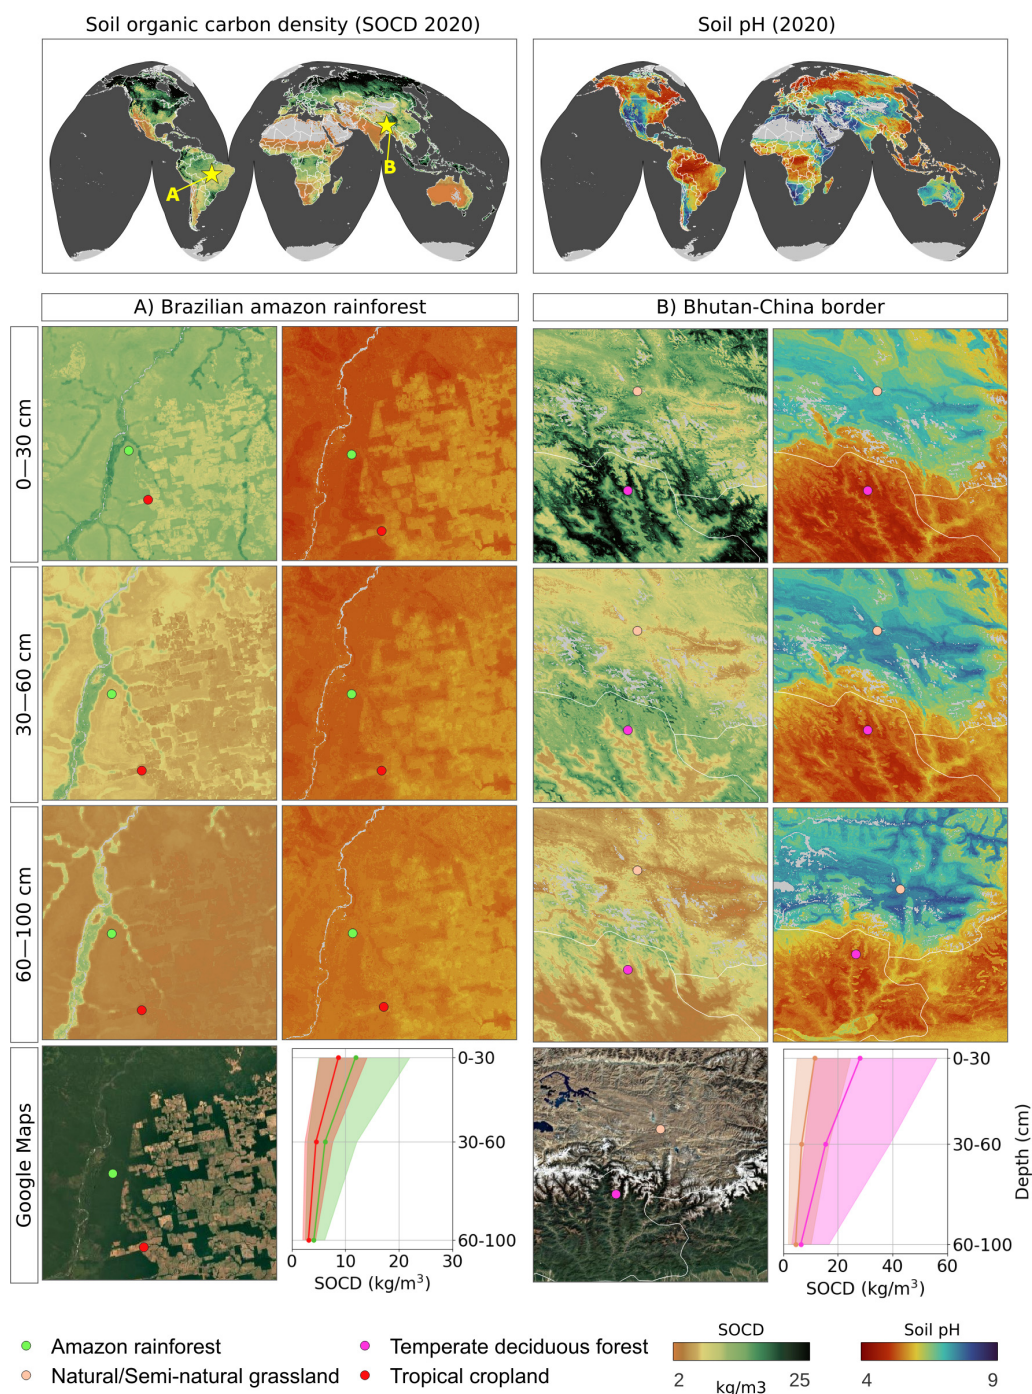 Soil organic carbon density (SOCD 2020)
Soil pH (2020)
A
B
A) Brazilian amazon rainforest
B) Bhutan-China border
0—30 cm
30—60 cm
60—100 cm
Google Maps
0-30
30-60
60-100
0 10 20 30
SOCD (kg/m³)
0-30
30-60
60-100
0 20 40 60
SOCD (kg/m³)
Depth (cm)
Amazon rainforest
Temperate deciduous forest
Natural/Semi-natural grassland
Tropical cropland
SOCD
2 25
kg/m3
Soil pH
4 9